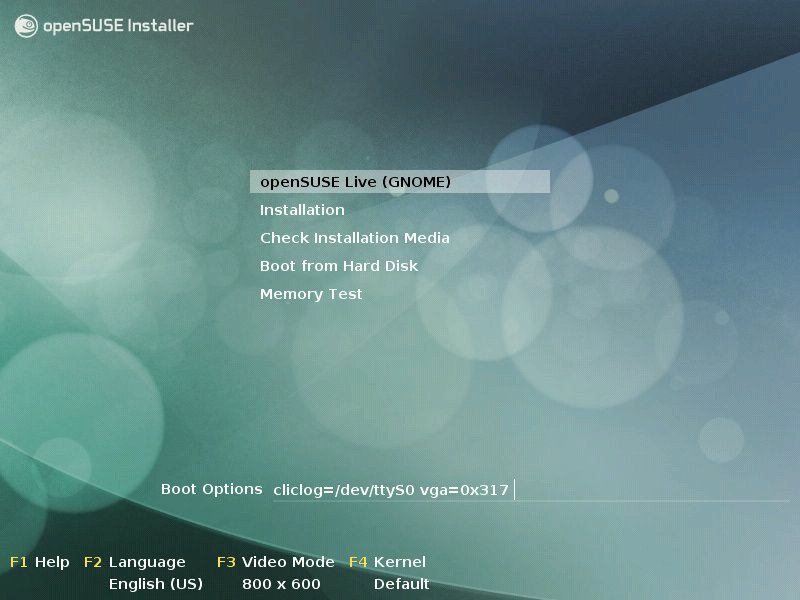 openSUSE Installer
openSUSE Live (GNOME)
Installation
Check Installation Media
Boot from Hard Disk
Memory Test
Boot Options cliclog=/dev/ttyS0 vga=0x317
F1 Help F2 Language F3 Video Mode F4 Kernel
English (US) 800 x 600 Default